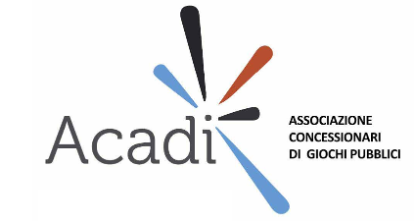 Acadi
ASSOCIAZIONE
CONCESSIONARI
DI GIOCHI PUBBLICI